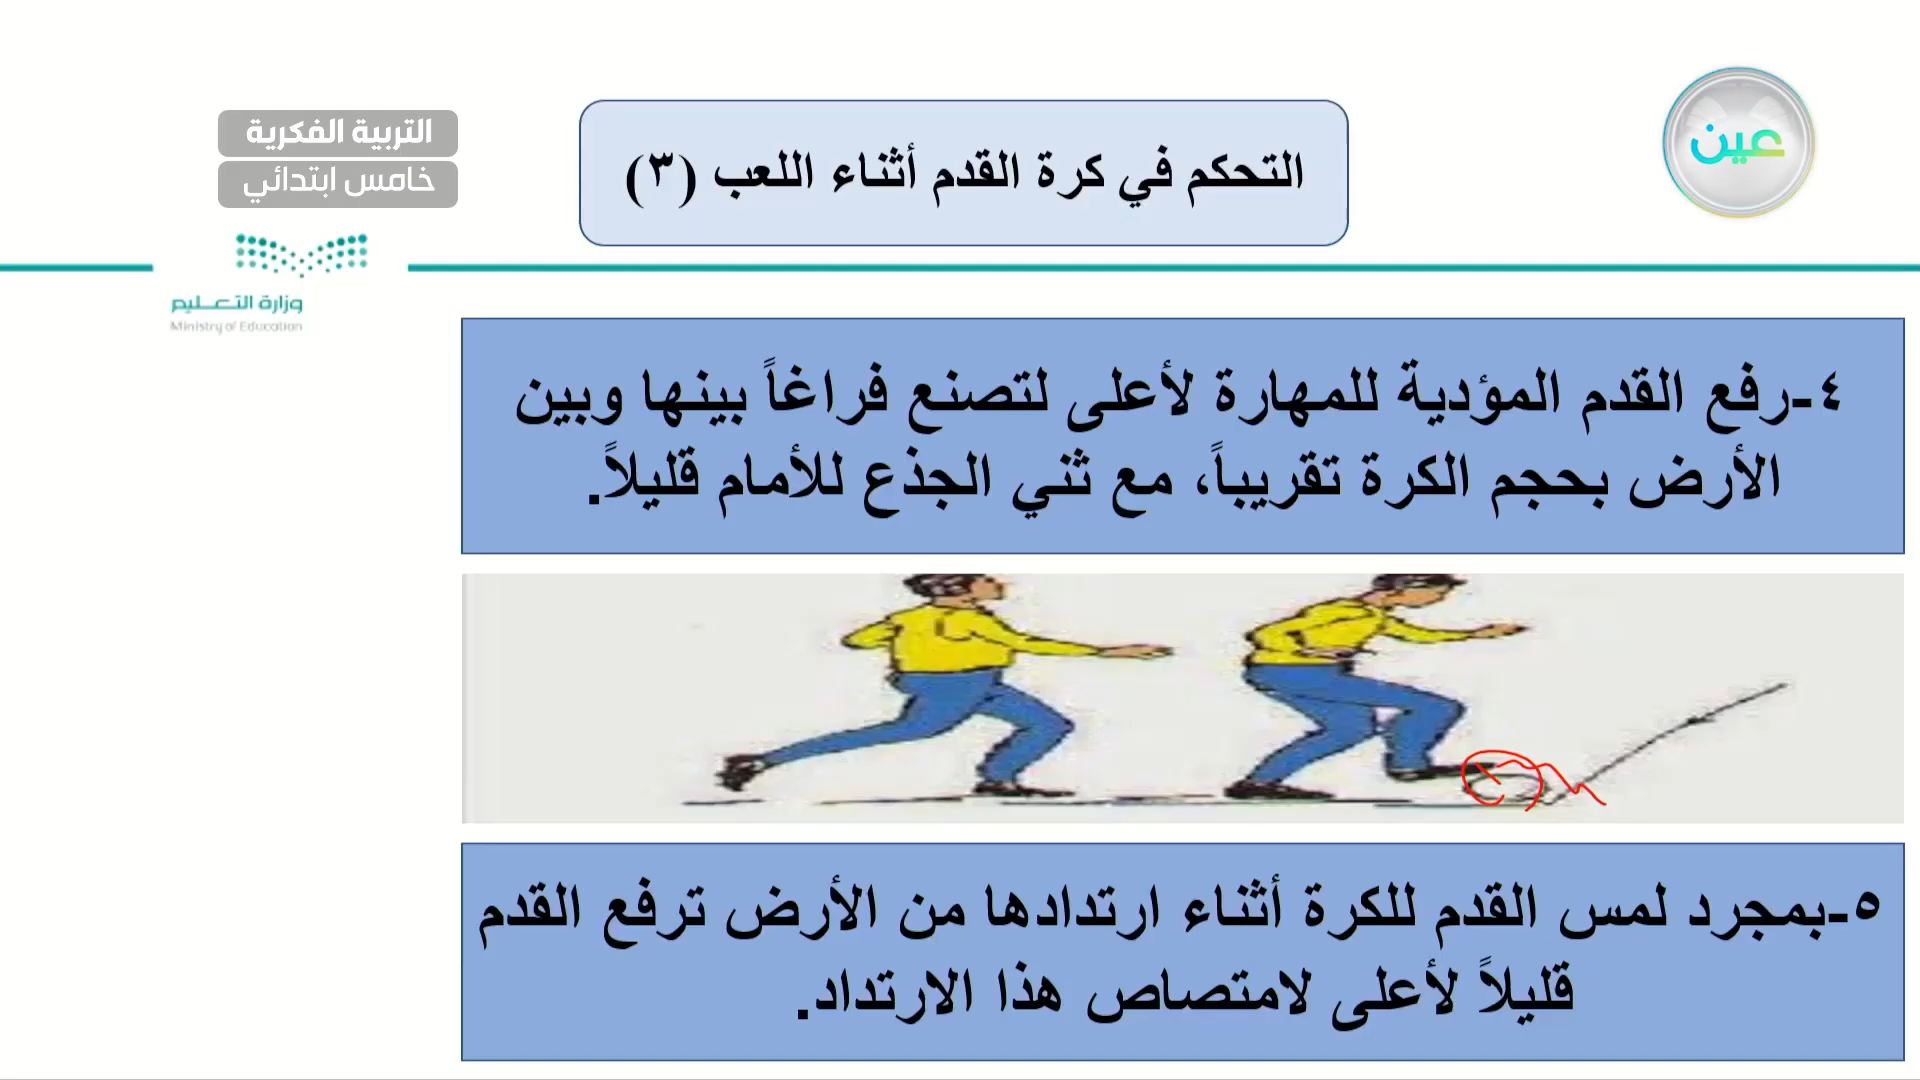 عين
التحكم في كرة القدم أثناء اللعب (٣)
التربية الفكرية
خامس ابتدائي
وزارة التعليم
Ministry of Education
٤-رفع القدم المؤدية للمهارة لأعلى لتصنع فراغاً بينها وبين
الأرض بحجم الكرة تقريباً، مع ثني الجذع للأمام قليلاً.
٥-بمجرد لمس القدم للكرة أثناء ارتدادها من الأرض ترفع القدم
قليلاً لأعلى لامتصاص هذا الارتداد.